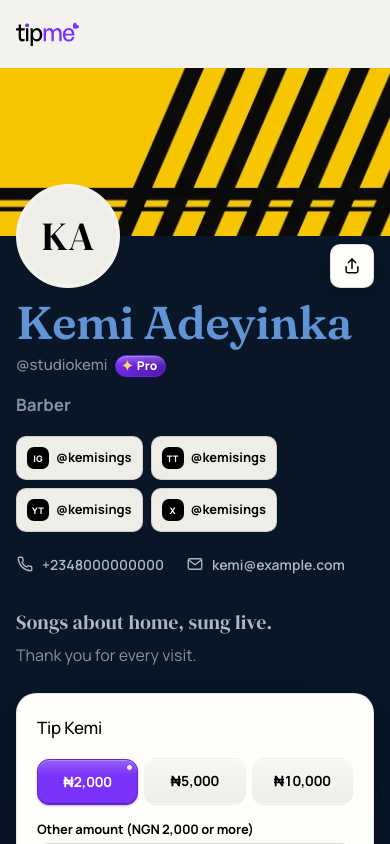 tipme
KA
Kemi Adeyinka
@studiokemi Pro
Barber
IG @kemisings TT @kemisings
YT @kemisings X @kemisings
+2348000000000 kemi@example.com
Songs about home, sung live.
Thank you for every visit.
Tip Kemi
₦2,000 ₦5,000 ₦10,000
Other amount (NGN 2,000 or more)